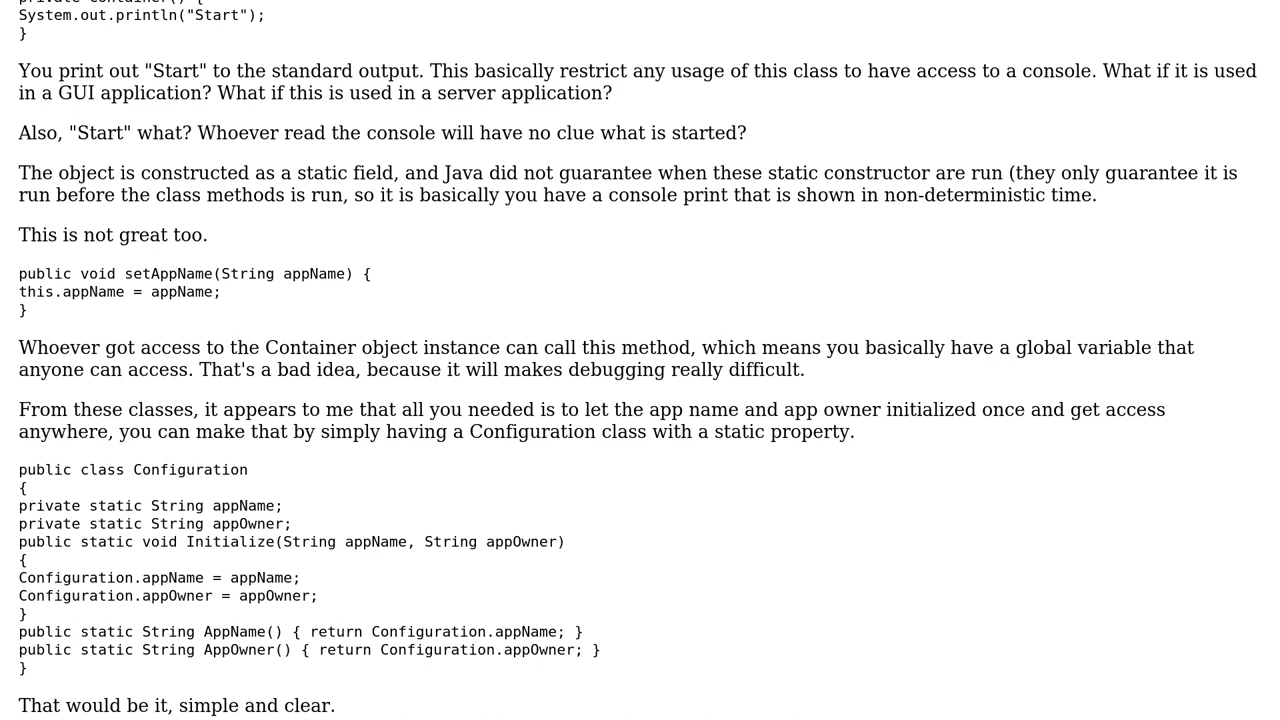 private Container() {
System.out.println("Start");
}
You print out "Start" to the standard output. This basically restrict any usage of this class to have access to a console. What if it is used
in a GUI application? What if this is used in a server application?
Also, "Start" what? Whoever read the console will have no clue what is started?
The object is constructed as a static field, and Java did not guarantee when these static constructor are run (they only guarantee it is
run before the class methods is run, so it is basically you have a console print that is shown in non-deterministic time.
This is not great too.
public void setAppName(String appName) {
this.appName = appName;
}
Whoever got access to the Container object instance can call this method, which means you basically have a global variable that
anyone can access. That's a bad idea, because it will makes debugging really difficult.
From these classes, it appears to me that all you needed is to let the app name and app owner initialized once and get access
anywhere, you can make that by simply having a Configuration class with a static property.
public class Configuration
{
private static String appName;
private static String appOwner;
public static void Initialize(String appName, String appOwner)
{
Configuration.appName = appName;
Configuration.appOwner = appOwner;
}
public static String AppName() { return Configuration.appName; }
public static String AppOwner() { return Configuration.appOwner; }
}
That would be it, simple and clear.